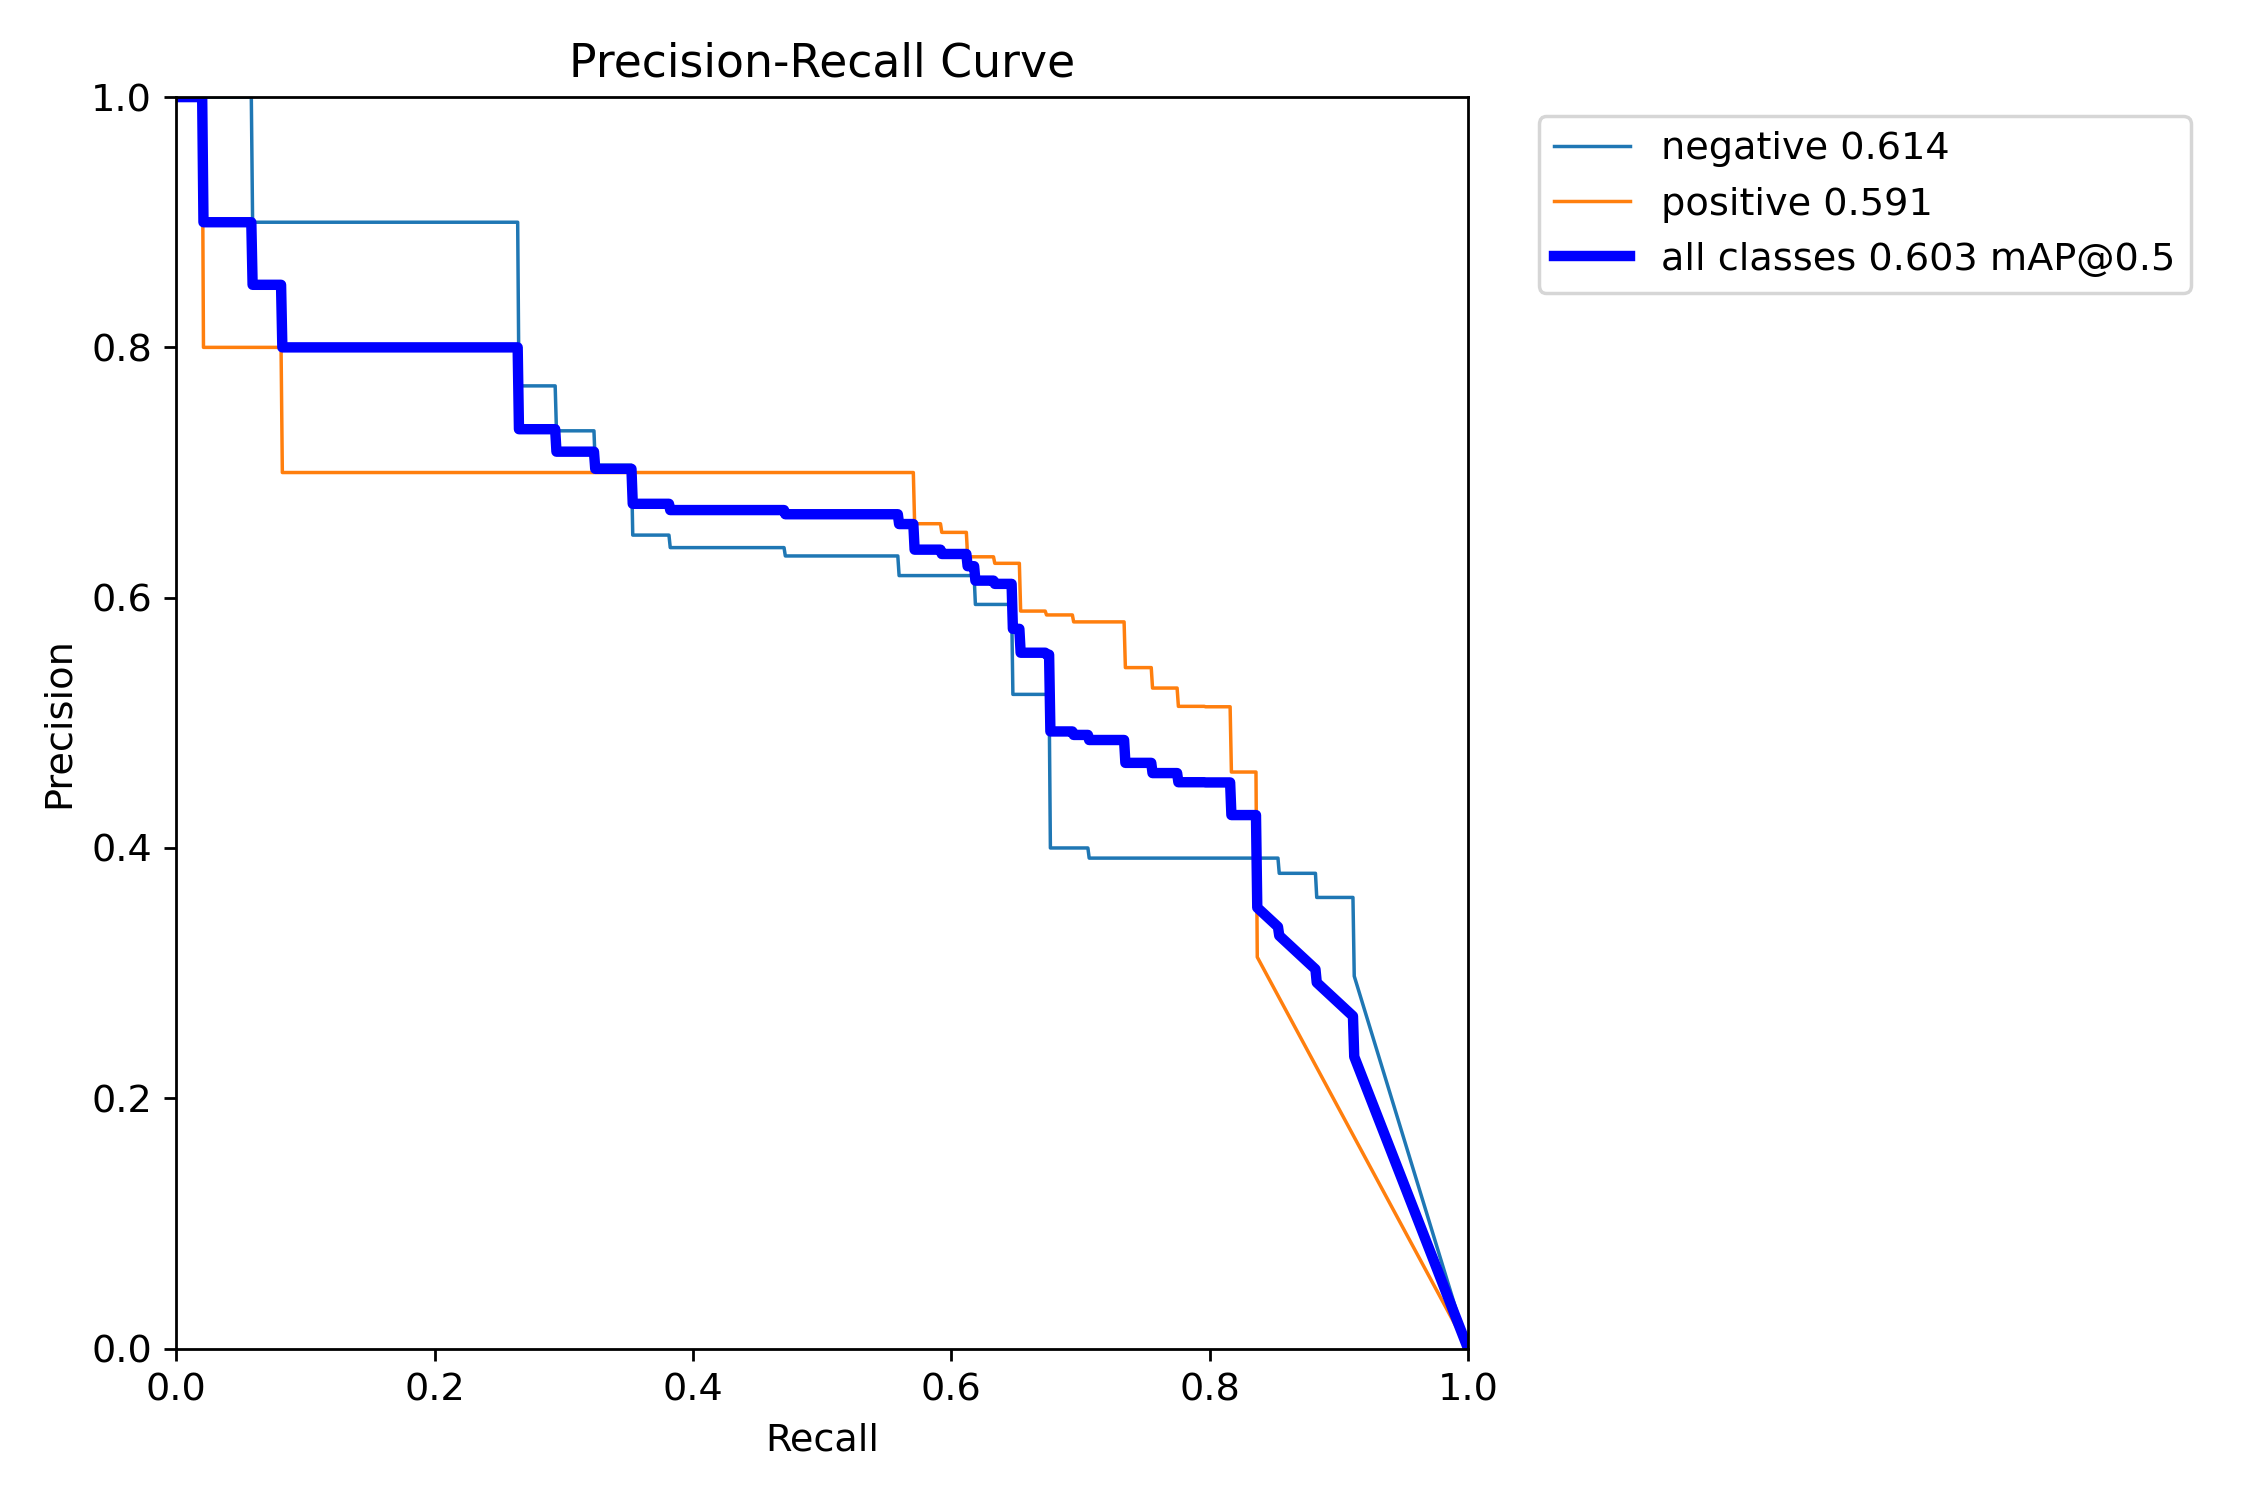 Precision-Recall Curve
1.0
0.8
0.6
0.4
0.2
0.0
Precision
0.0 0.2 0.4 0.6 0.8 1.0
Recall
negative 0.614
positive 0.591
all classes 0.603 mAP@0.5